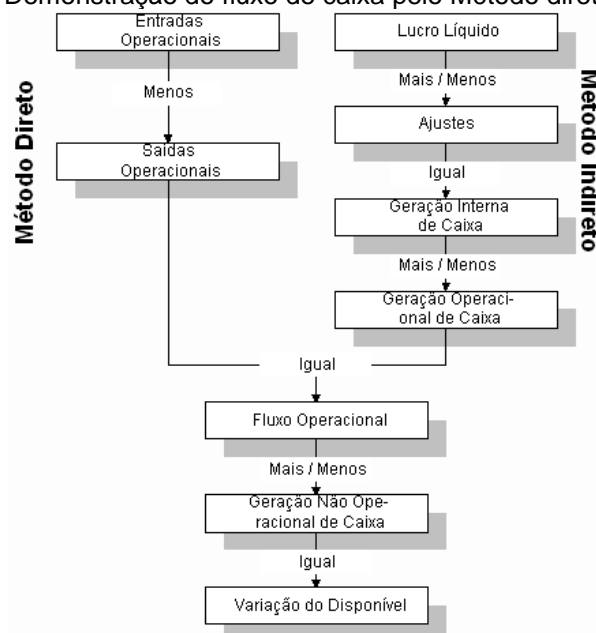 Demonstração do fluxo de caixa pelo Método diret
Entradas
Operacionais
Menos
Saídas
Operacionais
Método Direto
Lucro Líquido
Mais / Menos
Ajustes
Igual
Geração Interna
de Caixa
Mais / Menos
Geração Operaci-
onal de Caixa
Metodo Indireto
Igual
Fluxo Operacional
Mais / Menos
Geração Não Ope-
racional de Caixa
Igual
Variação do Disponível